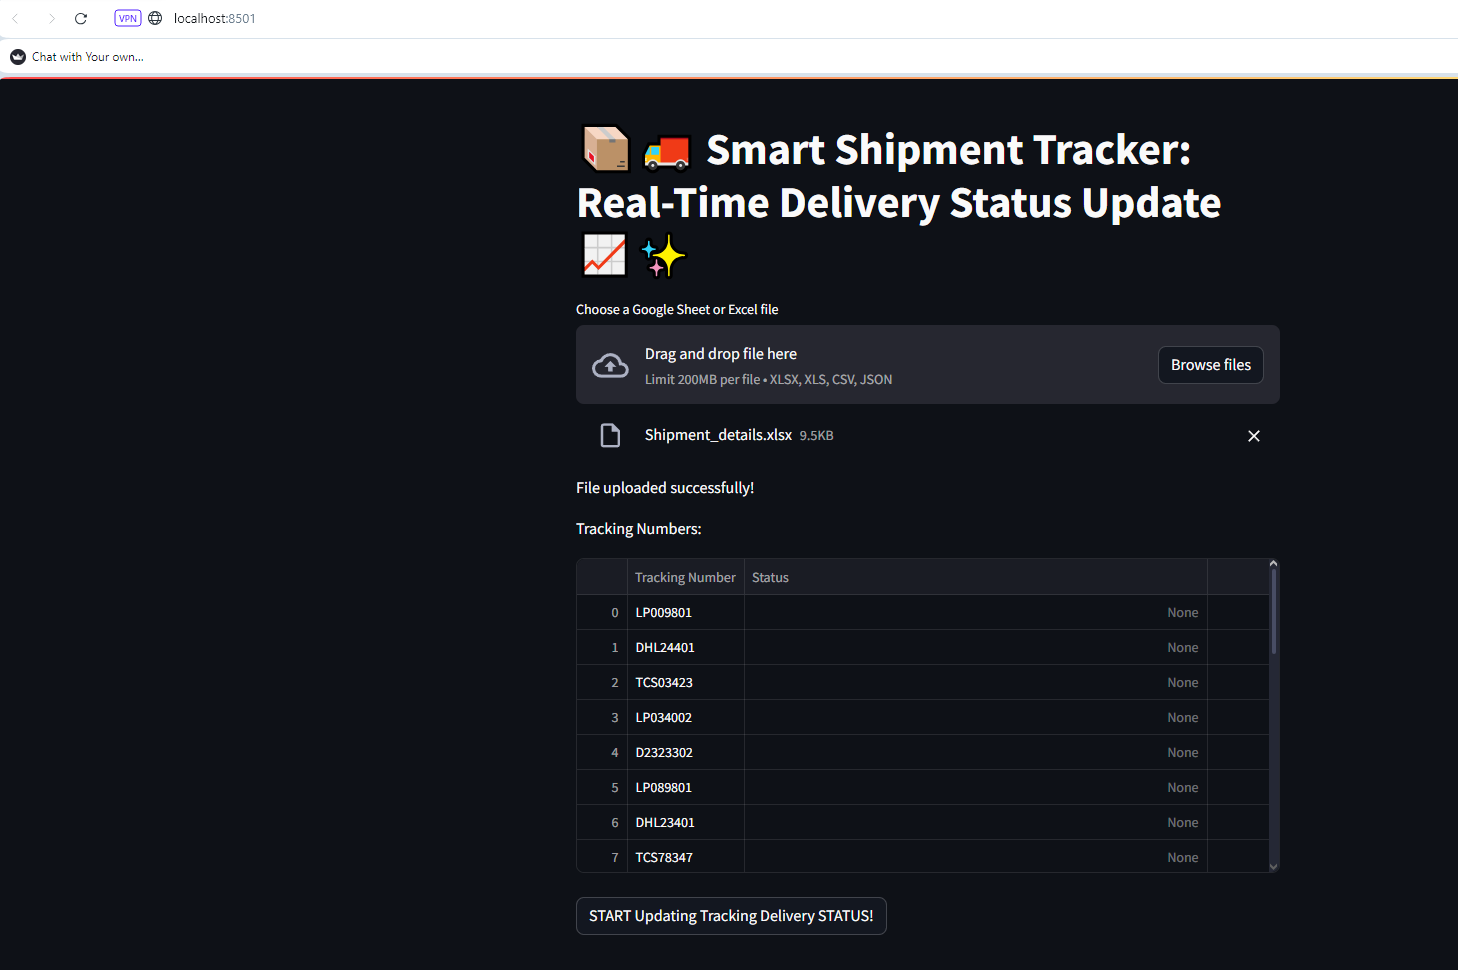 VPN localhost:8501
Chat with Your own...
Smart Shipment Tracker:
Real-Time Delivery Status Update
Choose a Google Sheet or Excel file
Drag and drop file here
Limit 200MB per file • XLSX, XLS, CSV, JSON
Browse files
Shipment_details.xlsx 9.5KB
File uploaded successfully!
Tracking Numbers:
Tracking Number Status
0 LP009801 None
1 DHL24401 None
2 TCS03423 None
3 LP034002 None
4 D2323302 None
5 LP089801 None
6 DHL23401 None
7 TCS78347 None
START Updating Tracking Delivery STATUS!